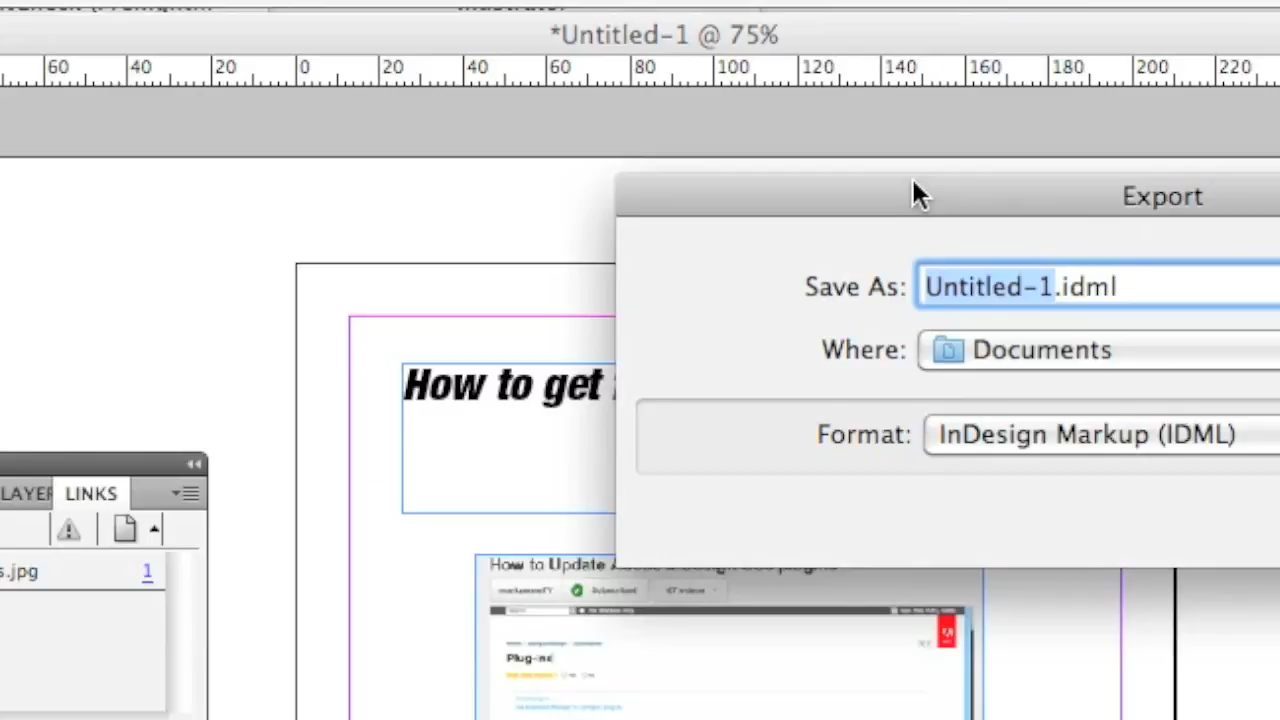 *Untitled-1 @ 75%
60 40 20 0 20 40 60 80 100 120 140 160 180 200 220
Export
Save As: Untitled-1.idml
Where: Documents
Format: InDesign Markup (IDML)
How to get
LAYER LINKS
s.jpg 1
How to Update
Plug-ins